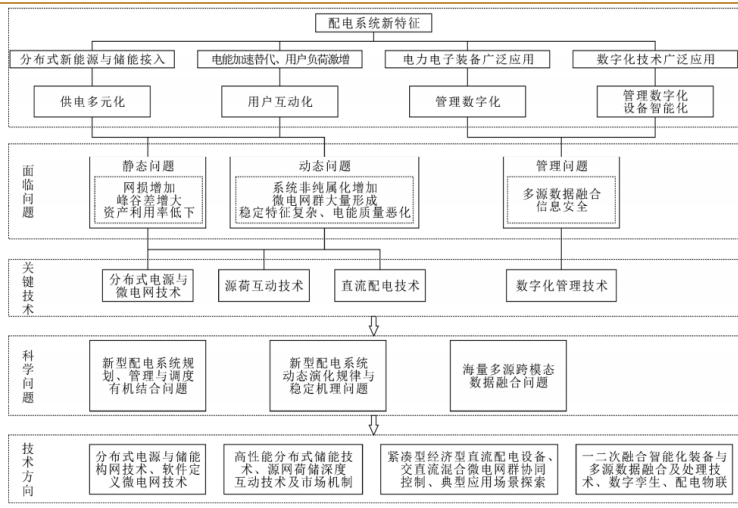 配电系统新特征
分布式新能源与储能接入
电能加速替代、用户负荷激增
电力电子装备广泛应用
数字化技术广泛应用
供电多元化
用户互动化
管理数字化
管理数字化
设备智能化
面临问题
静态问题
网损增加
峰谷差增大
资产利用率低下
动态问题
系统非纯属化增加
微电网群大量形成
稳定特征复杂、电能质量恶化
管理问题
多源数据融合
信息安全
关键技术
分布式电源与
微电网技术
源荷互动技术
直流配电技术
数字化管理技术
科学问题
新型配电系统规
划、管理与调度
有机结合问题
新型配电系统
动态演化规律与
稳定机理问题
海量多源跨模态
数据融合问题
技术方向
分布式电源与储能
构网技术、软件定
义微电网技术
高性能分布式储能技
术、源网荷储深度
互动技术及市场机制
紧凑型经济型直流配电设备、
交直流混合微电网群协同
控制、典型应用场景探索
一二次融合智能化装备与
多源数据融合及处理技
术、数字孪生、配电物联